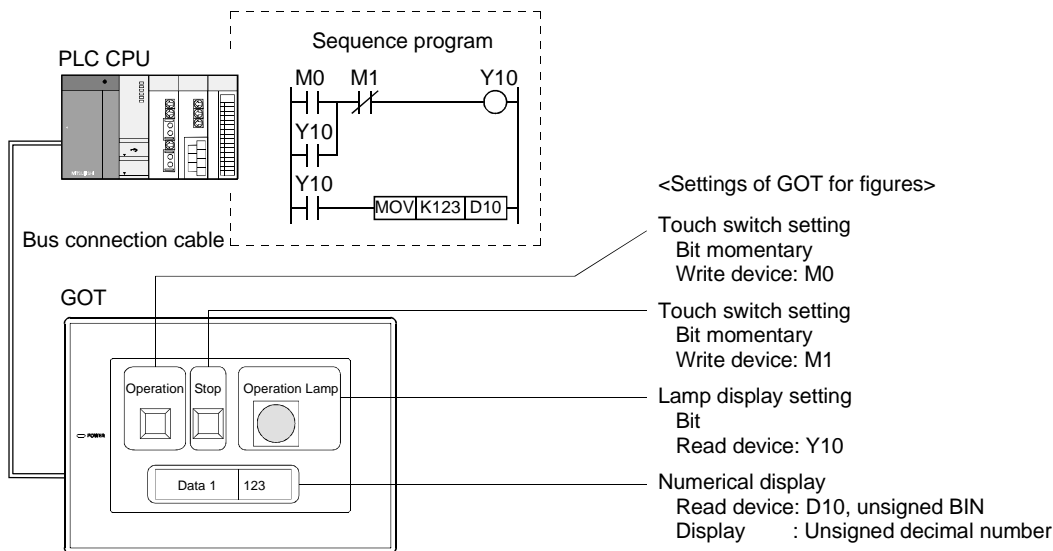 Sequence program
PLC CPU
M0 M1 Y10
Y10
Y10
MOV K123 D10
Bus connection cable
<Settings of GOT for figures>
Touch switch setting
Bit momentary
Write device: M0
GOT
Touch switch setting
Bit momentary
Write device: M1
Operation Stop Operation Lamp
Lamp display setting
Bit
Read device: Y10
POWER
Data 1 123
Numerical display
Read device: D10, unsigned BIN
Display : Unsigned decimal number